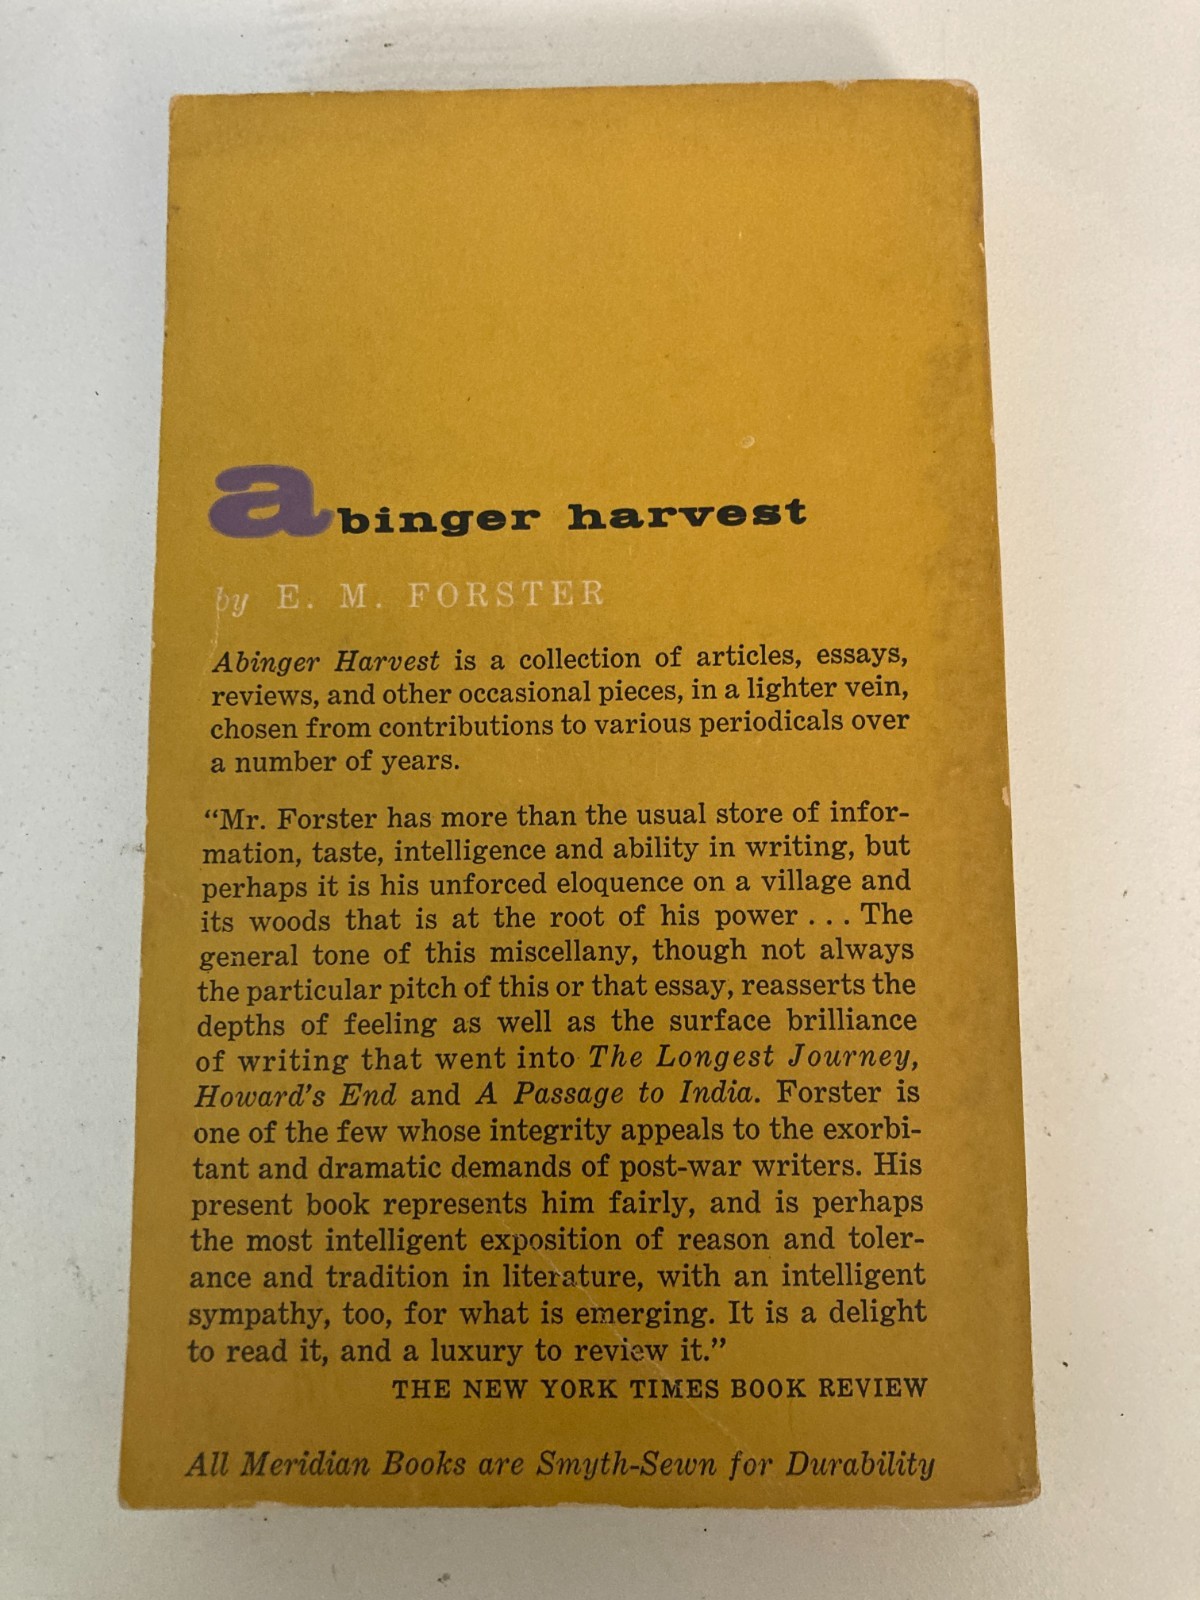 abinger harvest
by E. M. FORSTER
Abinger Harvest is a collection of articles, essays,
reviews, and other occasional pieces, in a lighter vein,
chosen from contributions to various periodicals over
a number of years.
“Mr. Forster has more than the usual store of infor-
mation, taste, intelligence and ability in writing, but
perhaps it is his unforced eloquence on a village and
its woods that is at the root of his power . . . The
general tone of this miscellany, though not always
the particular pitch of this or that essay, reasserts the
depths of feeling as well as the surface brilliance
of writing that went into The Longest Journey,
Howard’s End and A Passage to India. Forster is
one of the few whose integrity appeals to the exorbi-
tant and dramatic demands of post-war writers. His
present book represents him fairly, and is perhaps
the most intelligent exposition of reason and toler-
ance and tradition in literature, with an intelligent
sympathy, too, for what is emerging. It is a delight
to read it, and a luxury to review it.”
THE NEW YORK TIMES BOOK REVIEW
All Meridian Books are Smyth-Sewn for Durability